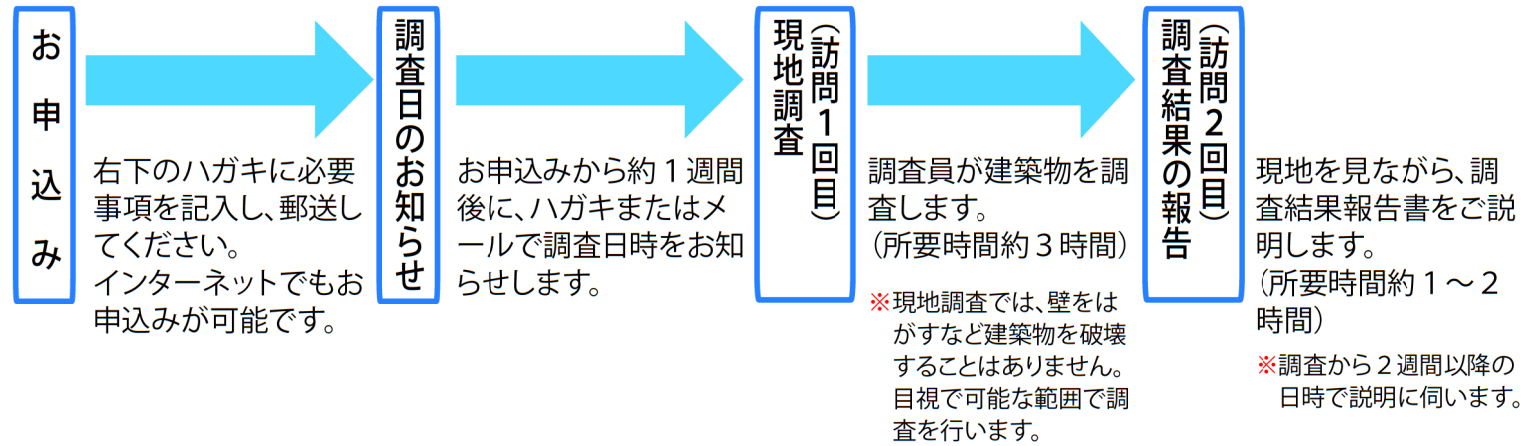 お申込み
右下のハガキに必要
事項を記入し、郵送し
てください。
インターネットでもお
申込みが可能です。
調査日のお知らせ
お申込みから約１週間
後に、ハガキまたはメ
ールで調査日時をお知
らせします。
（訪問１回目）
現地調査
調査員が建築物を調
査します。
（所要時間約３時間）
※現地調査では、壁をは
がすなど建築物を破壊
することはありません。
目視で可能な範囲で調
査を行います。
（訪問２回目）
調査結果の報告
現地を見ながら、調
査結果報告書をご説
明します。
（所要時間約１～２
時間）
※調査から２週間以降の
日時で説明に伺います。